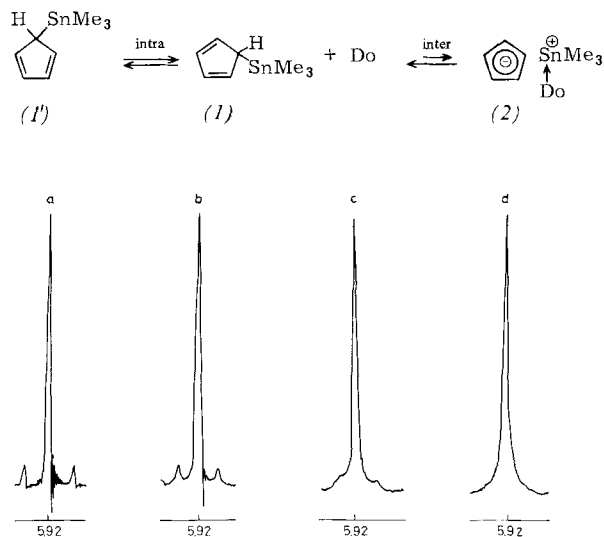 H SnMe3
intra
H
SnMe3
+ Do
inter
⊖
⊕
SnMe3
Do
(1')
(1)
(2)
a
b
c
d
5.92
5.92
5.92
5.92